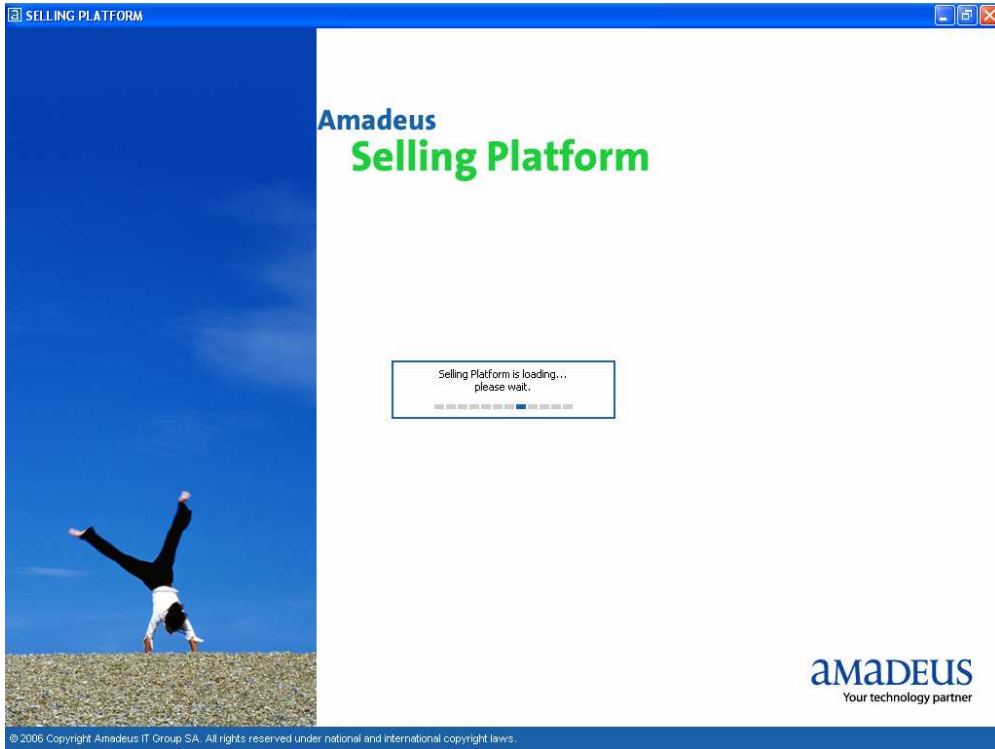 SELLING PLATFORM
Amadeus
Selling Platform
Selling Platform is loading...
please wait.
amadeus
Your technology partner
© 2006 Copyright Amadeus IT Group SA. All rights reserved under national and international copyright laws.